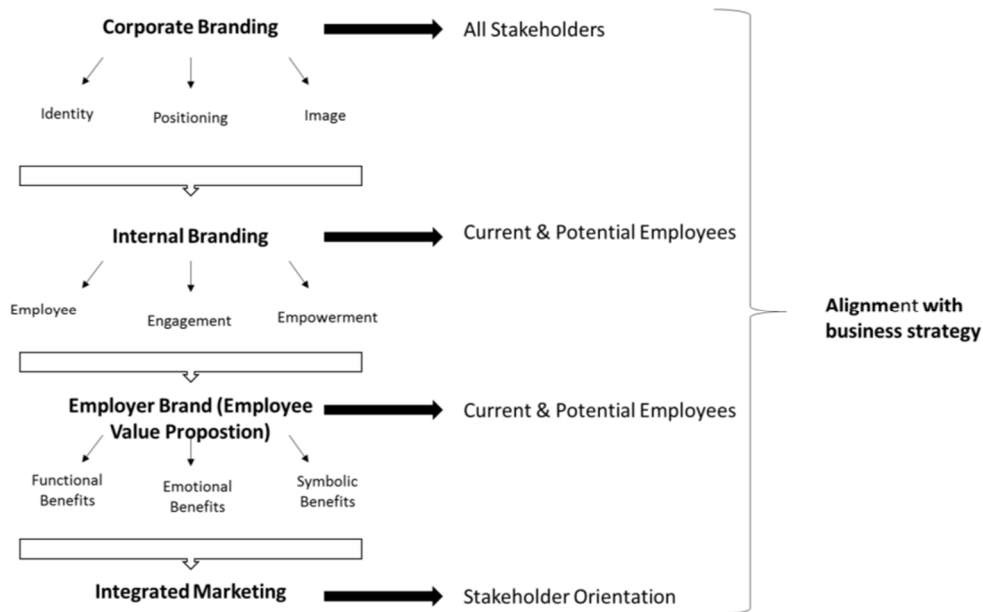 Corporate Branding
All Stakeholders
Identity
Positioning
Image
Internal Branding
Current & Potential Employees
Employee
Engagement
Empowerment
Alignment with
business strategy
Employer Brand (Employee
Value Propostion)
Current & Potential Employees
Functional
Benefits
Emotional
Benefits
Symbolic
Benefits
Integrated Marketing
Stakeholder Orientation